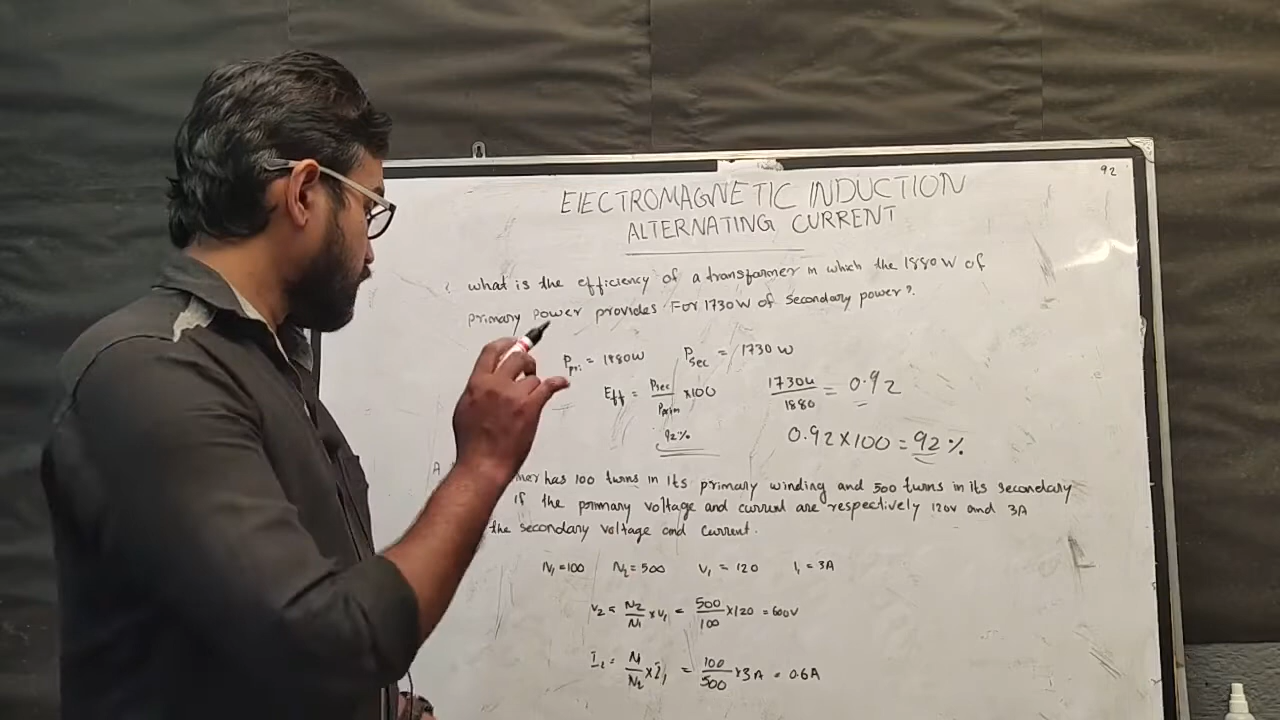 92
ElECTROMAGNETIC INDUCTION
ALTERNATING CURRENT
what is the efficiency of a transformer in which the 1880W of
primary power provides For 1730W of secondary power?
Ppri = 1880W Psec = 1730 W
Eff = Psec/Pprim ×100 1730/1880 = 0.92
92% 0.92×100 = 92%
A mer has 100 turns in its primary winding and 500 turns in its secondary
if the primary voltage and current are respectively 120v and 3A
the secondary voltage and current.
N₁=100 N₂=500 V₁ = 120 I₁ = 3A
V₂ = N₂/N₁ ×V₁ = 500/100 ×120 = 600V
I₂ = N₁/N₂ ×I₁ = 100/500 ×3A = 0.6A